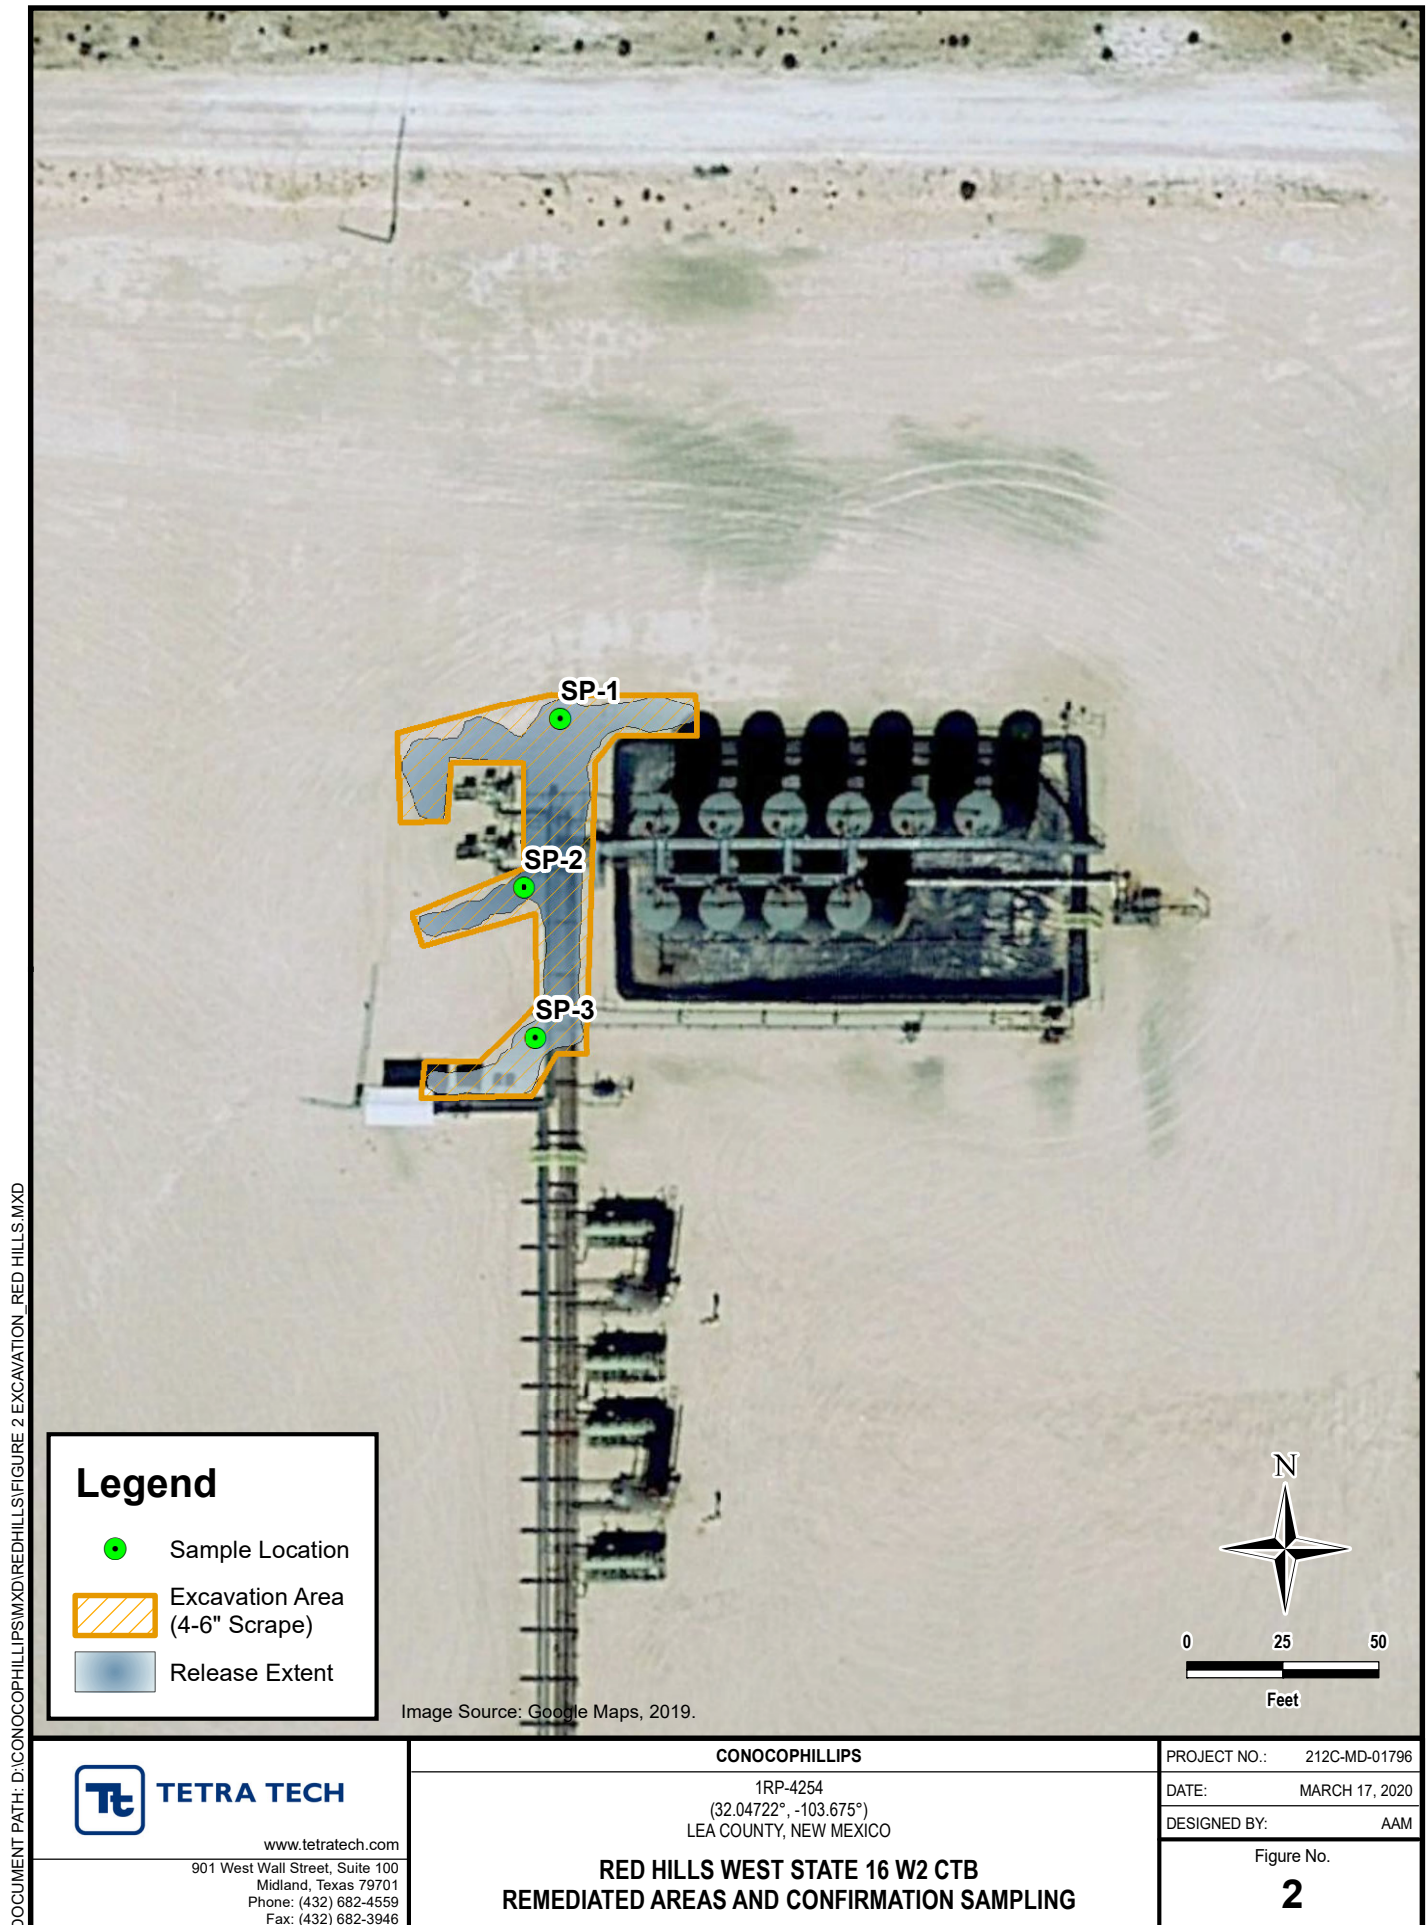 SP-1
SP-2
SP-3
Legend
Sample Location
Excavation Area
(4-6" Scrape)
Release Extent
N
0 25 50
Feet
Image Source: Google Maps, 2019.
DOCUMENT PATH: D:\CONOCOPHILLIPS\MXD\REDHILLS\FIGURE 2 EXCAVATION_RED HILLS.MXD
Tt TETRA TECH
www.tetratech.com
901 West Wall Street, Suite 100
Midland, Texas 79701
Phone: (432) 682-4559
Fax: (432) 682-3946
CONOCOPHILLIPS
1RP-4254
(32.04722°, -103.675°)
LEA COUNTY, NEW MEXICO
RED HILLS WEST STATE 16 W2 CTB
REMEDIATED AREAS AND CONFIRMATION SAMPLING
PROJECT NO.: 212C-MD-01796
DATE: MARCH 17, 2020
DESIGNED BY: AAM
Figure No.
2